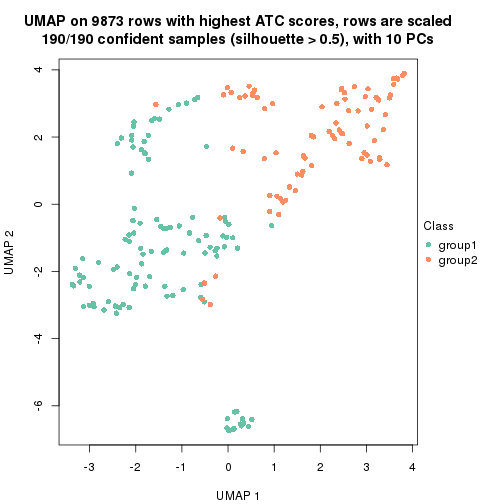 UMAP on 9873 rows with highest ATC scores, rows are scaled
190/190 confident samples (silhouette > 0.5), with 10 PCs
4
2
0
-2
-4
-6
UMAP 2
-3
-2
-1
0
1
2
3
4
UMAP 1
Class
group1
group2